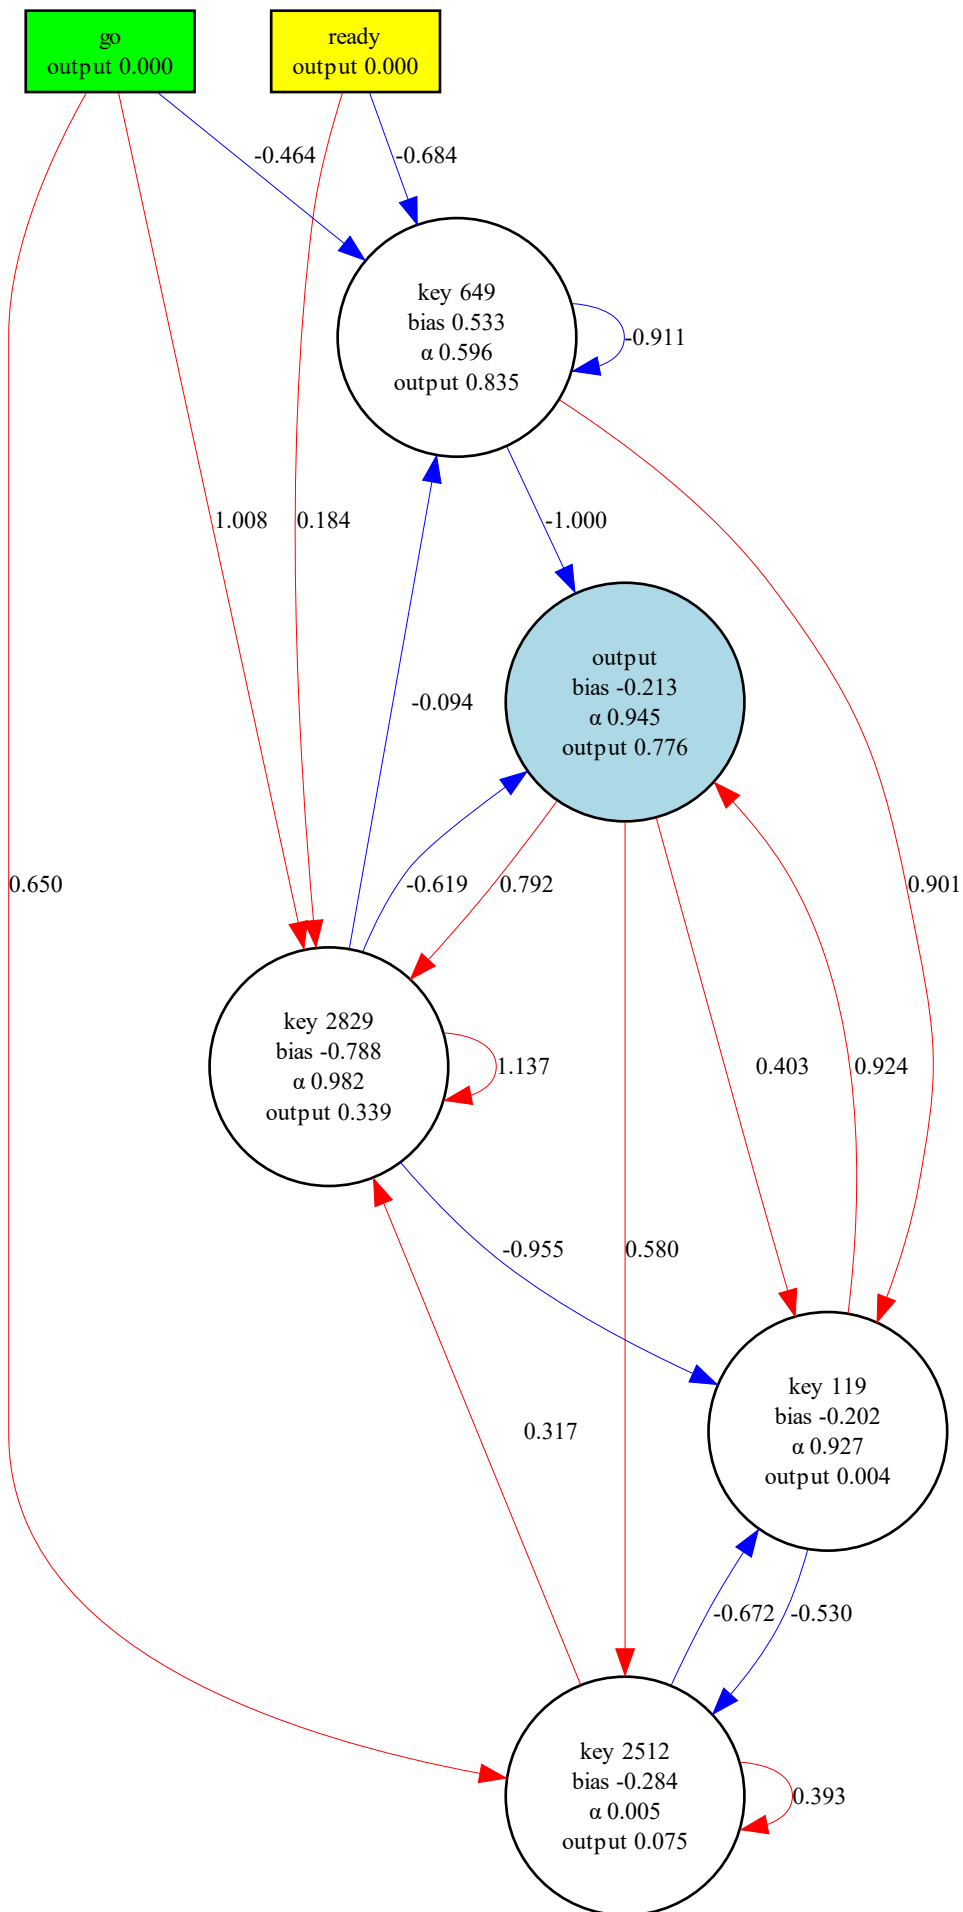 go
output 0.000
ready
output 0.000
-0.464
-0.684
key 649
bias 0.533
α 0.596
output 0.835
-0.911
1.008
0.184
-1.000
output
bias -0.213
α 0.945
output 0.776
-0.094
0.650
-0.619
0.792
0.901
key 2829
bias -0.788
α 0.982
output 0.339
1.137
0.403
0.924
-0.955
0.580
key 119
bias -0.202
α 0.927
output 0.004
0.317
-0.672
-0.530
key 2512
bias -0.284
α 0.005
output 0.075
0.393